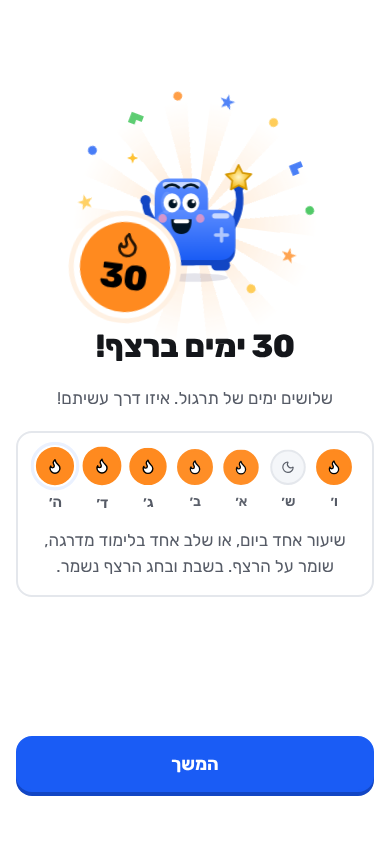 30
30 ימים ברצף!
שלושים ימים של תרגול. איזו דרך עשיתם!
ו׳ ש׳ א׳ ב׳ ג׳ ד׳ ה׳
שיעור אחד ביום, או שלב אחד בלימוד מדרגה,
שומר על הרצף. בשבת ובחג הרצף נשמר.
המשך